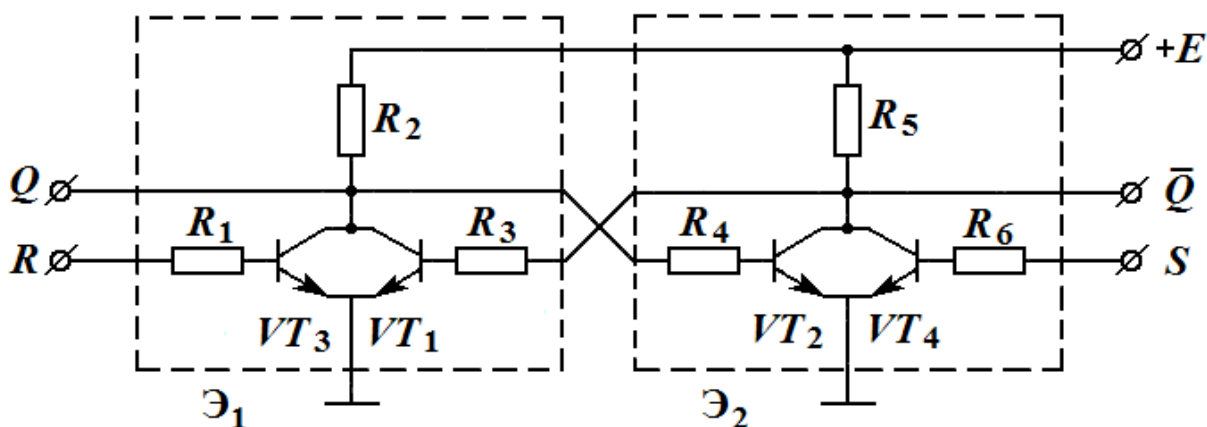 +E
R2 R5
Q Q̄
R1 R3 R4 R6
R S
VT3 VT1 VT2 VT4
Э1 Э2